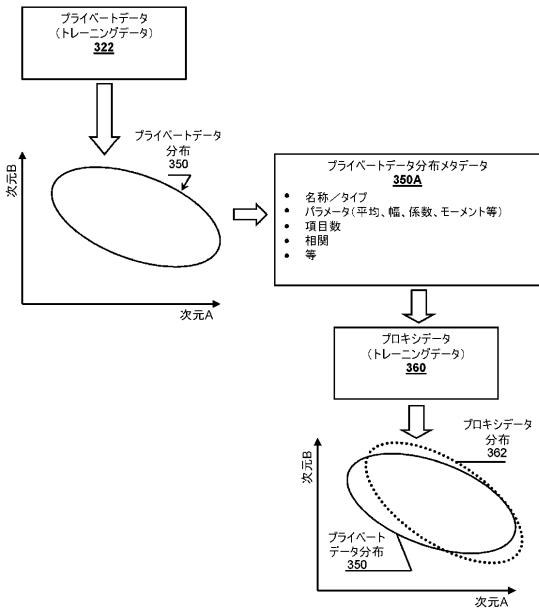 プライベートデータ
(トレーニングデータ)
322
プライベートデータ
分布
350
次元B
次元A
プライベートデータ分布メタデータ
350A
• 名称/タイプ
• パラメータ(平均、幅、係数、モーメント等)
• 項目数
• 相関
• 等
プロキシデータ
(トレーニングデータ)
360
プロキシデータ
分布
362
次元B
プライベート
データ分布
350
次元A